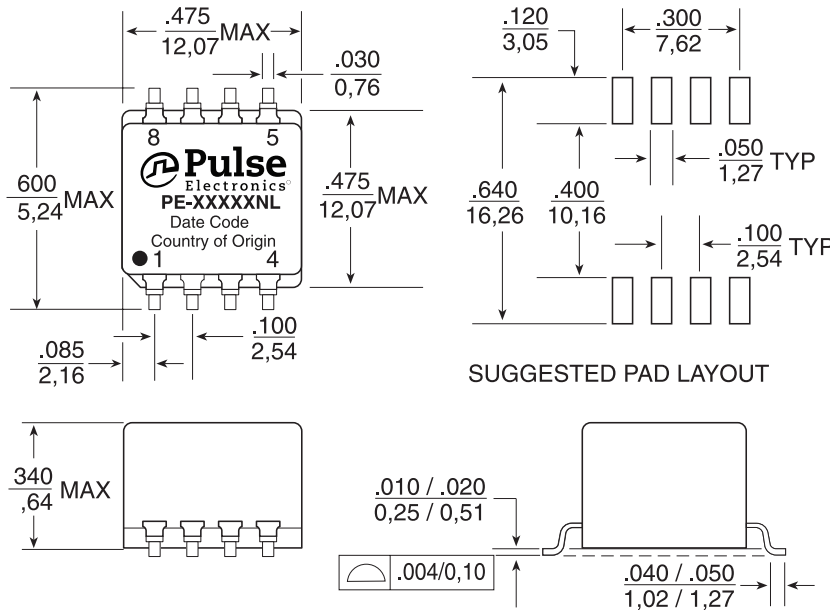 .475
12,07 MAX
.030
0,76
8 5
Pulse
Electronics
PE-XXXXXNL
Date Code
Country of Origin
1 4
600
5,24 MAX
.475
12,07 MAX
.085
2,16
.100
2,54
.120
3,05
.300
7,62
.050
1,27 TYP
.640
16,26
.400
10,16
.100
2,54 TYP
SUGGESTED PAD LAYOUT
340
,64 MAX
.010 / .020
0,25 / 0,51
.004/0,10
.040 / .050
1,02 / 1,27